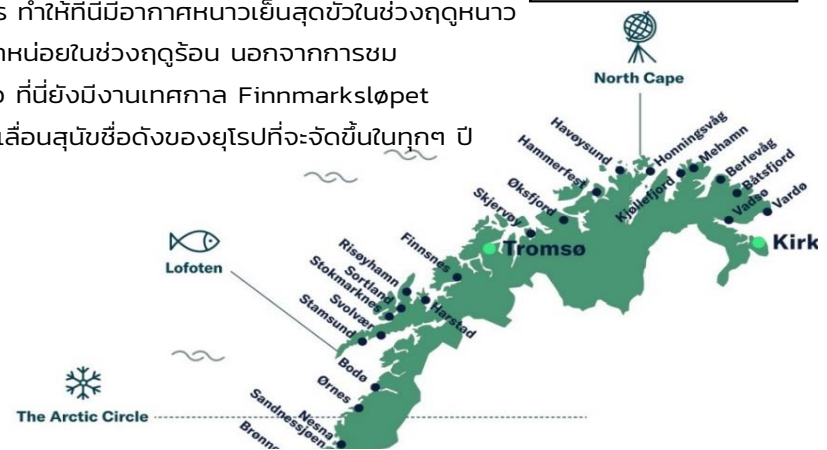 ทำให้ที่นี่มีอากาศหนาวเย็นสุดขั้วในช่วงฤดูหนาว
หน่อยในช่วงฤดูร้อน นอกจากการชม
ที่นี่ยังมีงานเทศกาล Finnmarksløpet
เลื่อนสุนัขชื่อดังของยุโรปที่จะจัดขึ้นในทุกๆ ปี
North Cape
Havøysund
Honningsvåg
Mehamn
Hammerfest
Kjøllefjord
Berlevåg
Båtsfjord
Øksfjord
Vadsø
Vardø
Skjervøy
Kirk
Tromsø
Finnsnes
Lofoten
Risøyhamn
Sortland
Stokmarknes
Harstad
Svolvær
Stamsund
Bodø
Ørnes
The Arctic Circle
Nesna
Sandnessjøen
Brønn